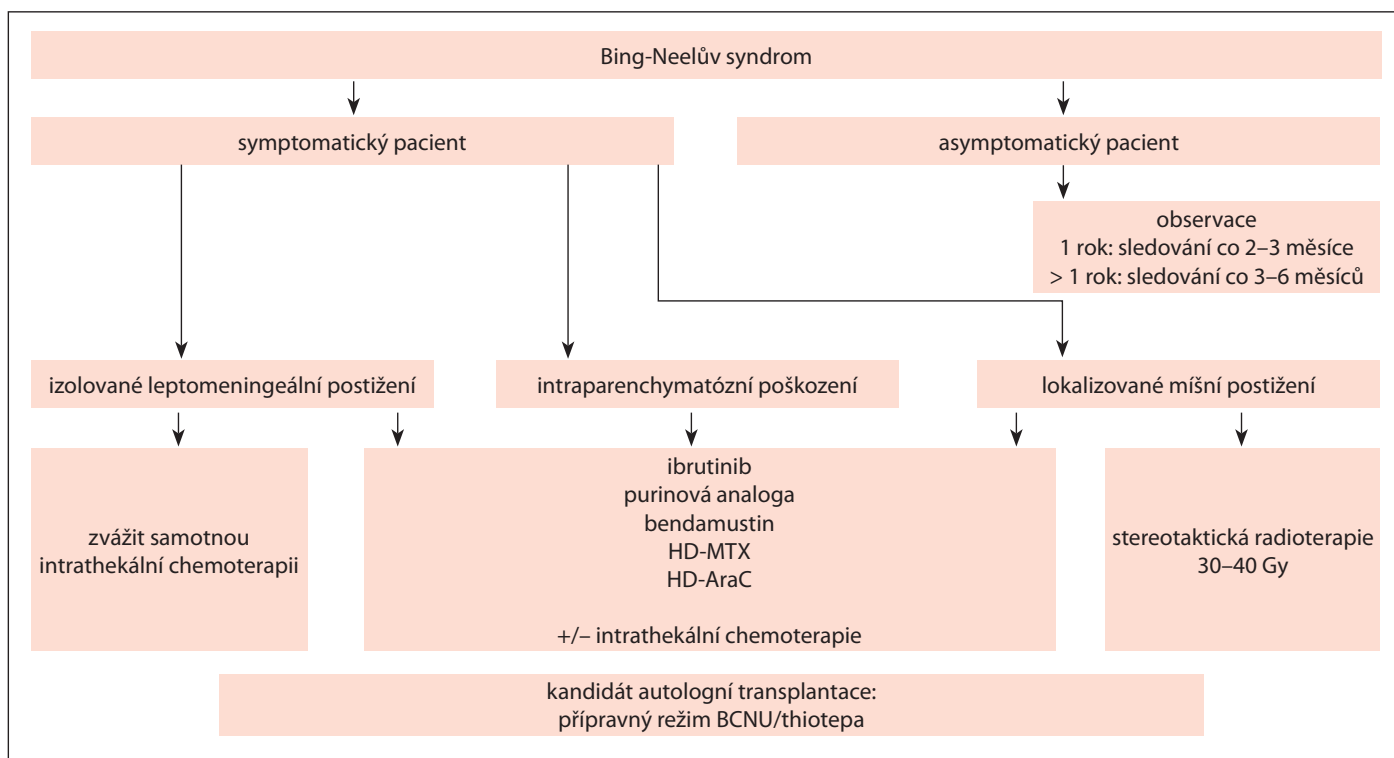 Bing-Neelův syndrom
symptomatický pacient
asymptomatický pacient
observace
1 rok: sledování co 2–3 měsíce
> 1 rok: sledování co 3–6 měsíců
izolované leptomeningeální postižení
intraparenchymatózní poškození
lokalizované míšní postižení
zvážit samotnou
intrathekální chemoterapii
ibrutinib
purinová analoga
bendamustin
HD-MTX
HD-AraC
+/– intrathekální chemoterapie
stereotaktická radioterapie
30–40 Gy
kandidát autologní transplantace:
přípravný režim BCNU/thiotepa